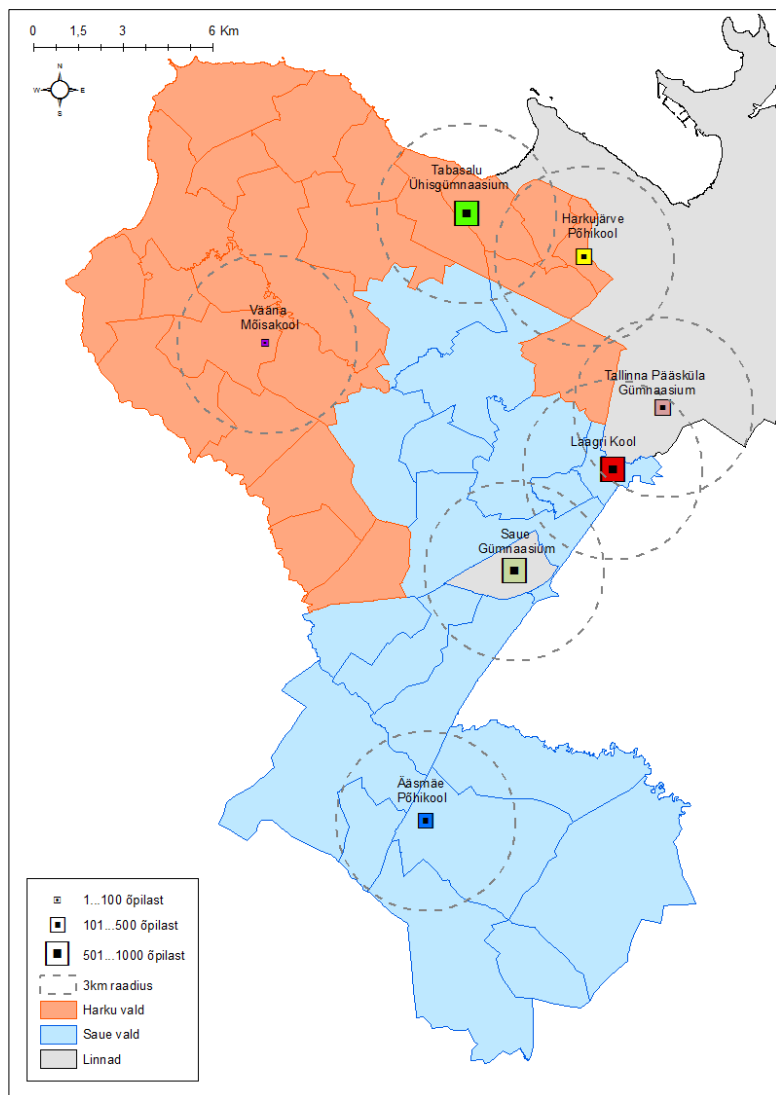 0 1,5 3 6 Km
N
W E
S
Tabasalu
Ühisgümnaasium
Harkujärve
Põhikool
Vääna
Mõisakool
Tallinna Pääsküla
Gümnaasium
Laagri Kool
Saue
Gümnaasium
Ääsmäe
Põhikool
1...100 õpilast
101...500 õpilast
501...1000 õpilast
3km raadius
Harku vald
Saue vald
Linnad